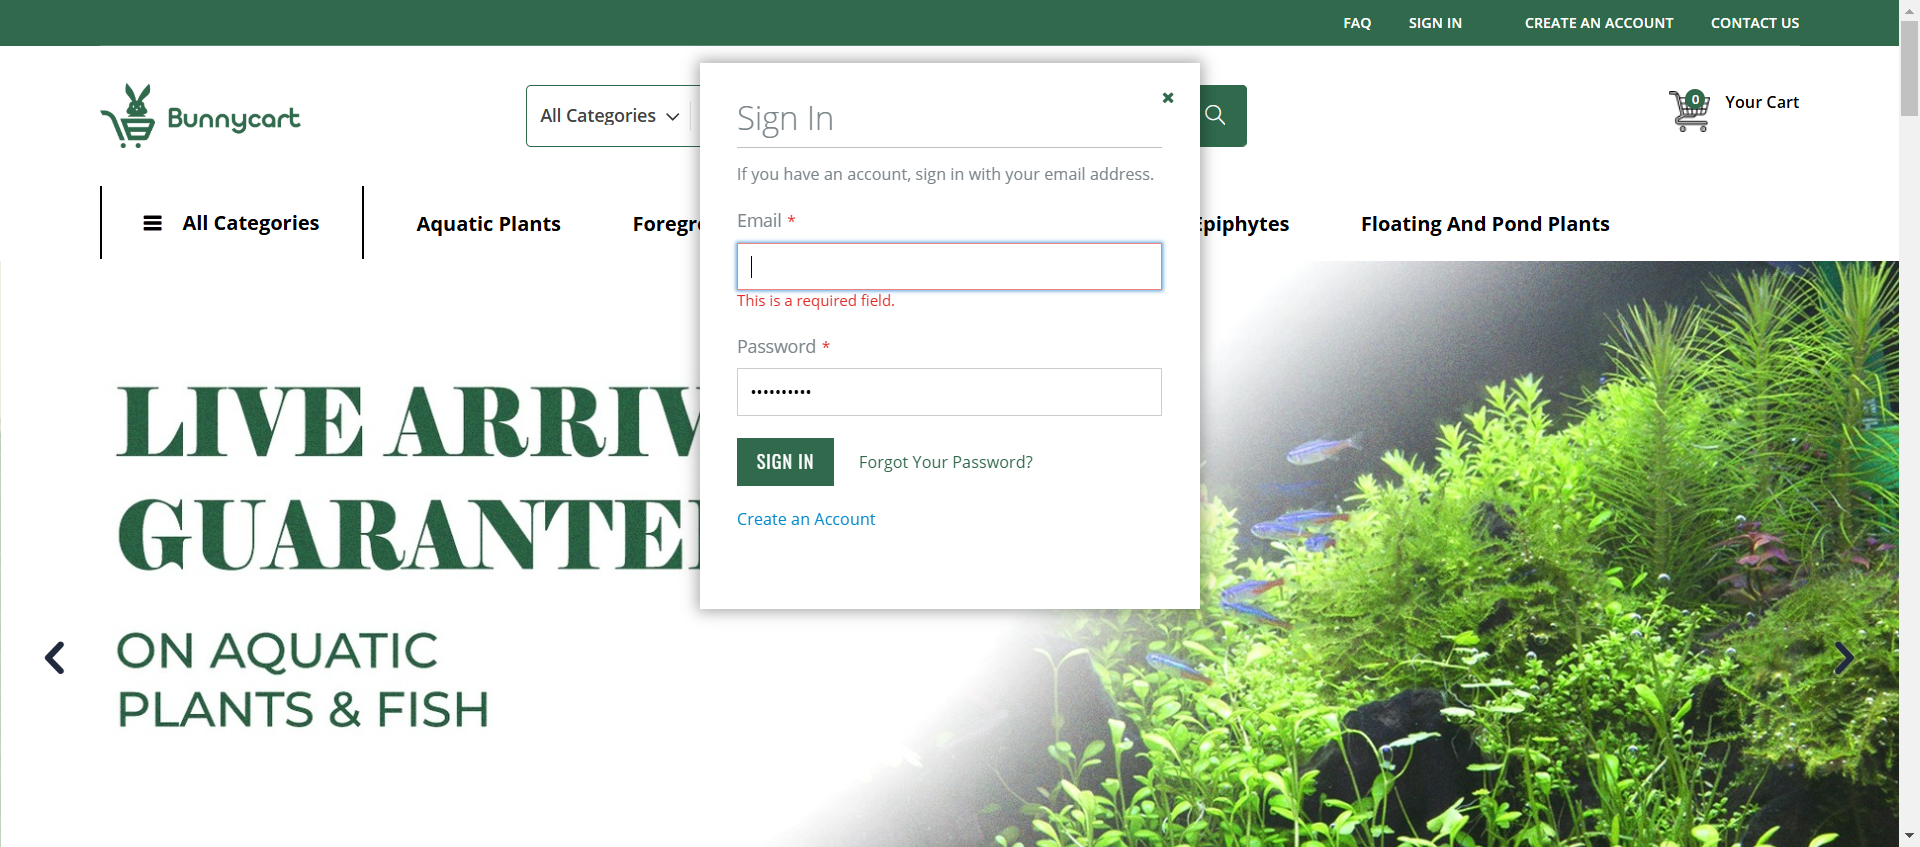 FAQ SIGN IN CREATE AN ACCOUNT CONTACT US
Bunnycart
All Categories
0
Your Cart
All Categories Aquatic Plants Foregr Epiphytes Floating And Pond Plants
Sign In
If you have an account, sign in with your email address.
Email *
This is a required field.
Password *
••••••••••
SIGN IN Forgot Your Password?
Create an Account
LIVE ARRIV
GUARANTE
ON AQUATIC
PLANTS & FISH